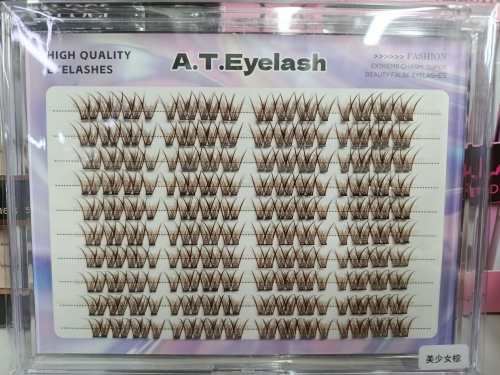 HIGH QUALITY
EYELASHES
A.T.Eyelash
>>>>>> FASHION
EXTREME CHARM, SUPER
BEAUTY FALSE EYELASHES
美少女棕